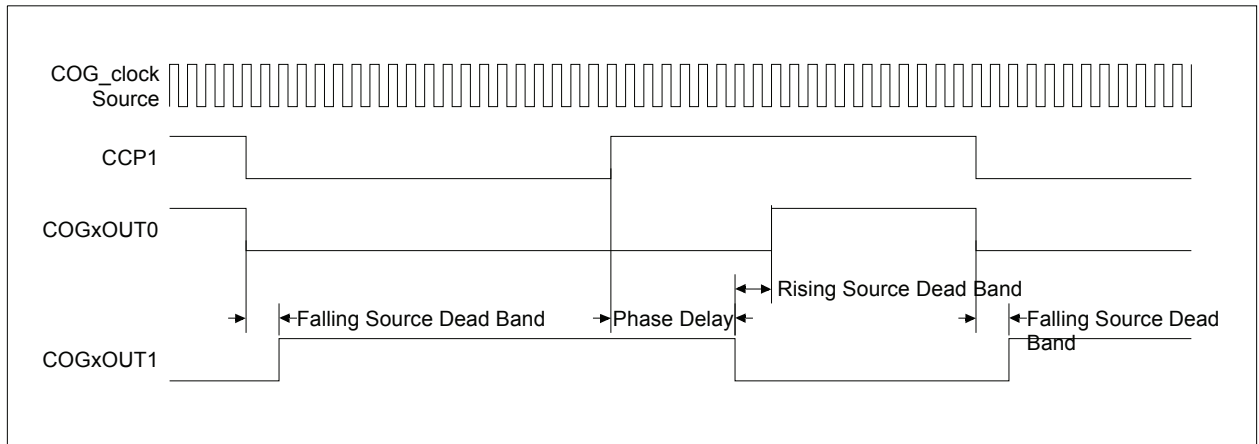 COG_clock
Source
CCP1
COGxOUT0
Rising Source Dead Band
Falling Source Dead Band
Phase Delay
Falling Source Dead
Band
COGxOUT1